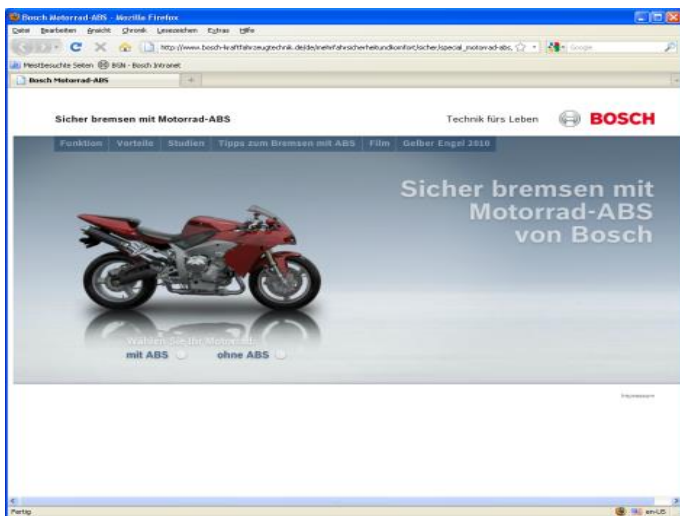 Bosch Motorrad-ABS - Mozilla Firefox
Datei Bearbeiten Ansicht Chronik Lesezeichen Extras Hilfe
Google
Meistbesuchte Seiten BGN - Bosch Intranet
Bosch Motorrad-ABS
Sicher bremsen mit Motorrad-ABS
Technik fürs Leben BOSCH
Funktion Vorteile Studien Tipps zum Bremsen mit ABS Film Gelber Engel 2010
Sicher bremsen mit
Motorrad-ABS
von Bosch
Wählen Sie Ihr Motorrad...
mit ABS ohne ABS
Impressum
Fertig en-US